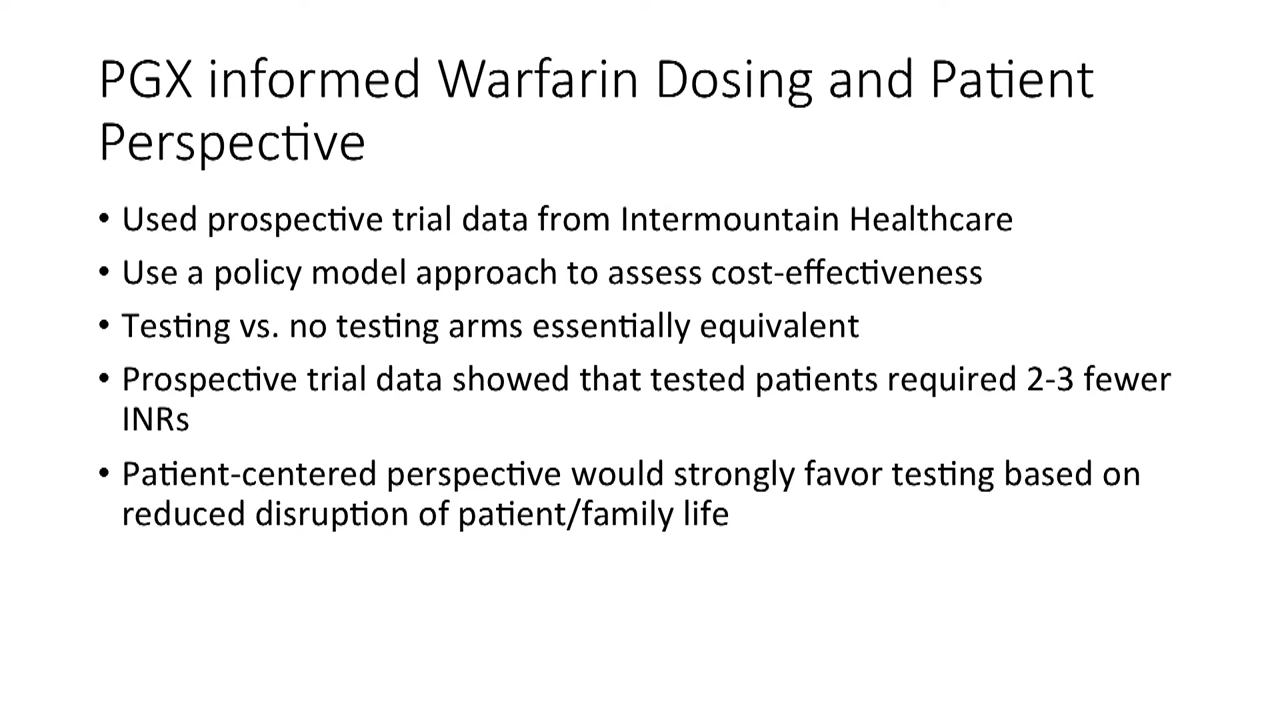 PGX informed Warfarin Dosing and Patient
Perspective
• Used prospective trial data from Intermountain Healthcare
• Use a policy model approach to assess cost-effectiveness
• Testing vs. no testing arms essentially equivalent
• Prospective trial data showed that tested patients required 2-3 fewer
INRs
• Patient-centered perspective would strongly favor testing based on
reduced disruption of patient/family life